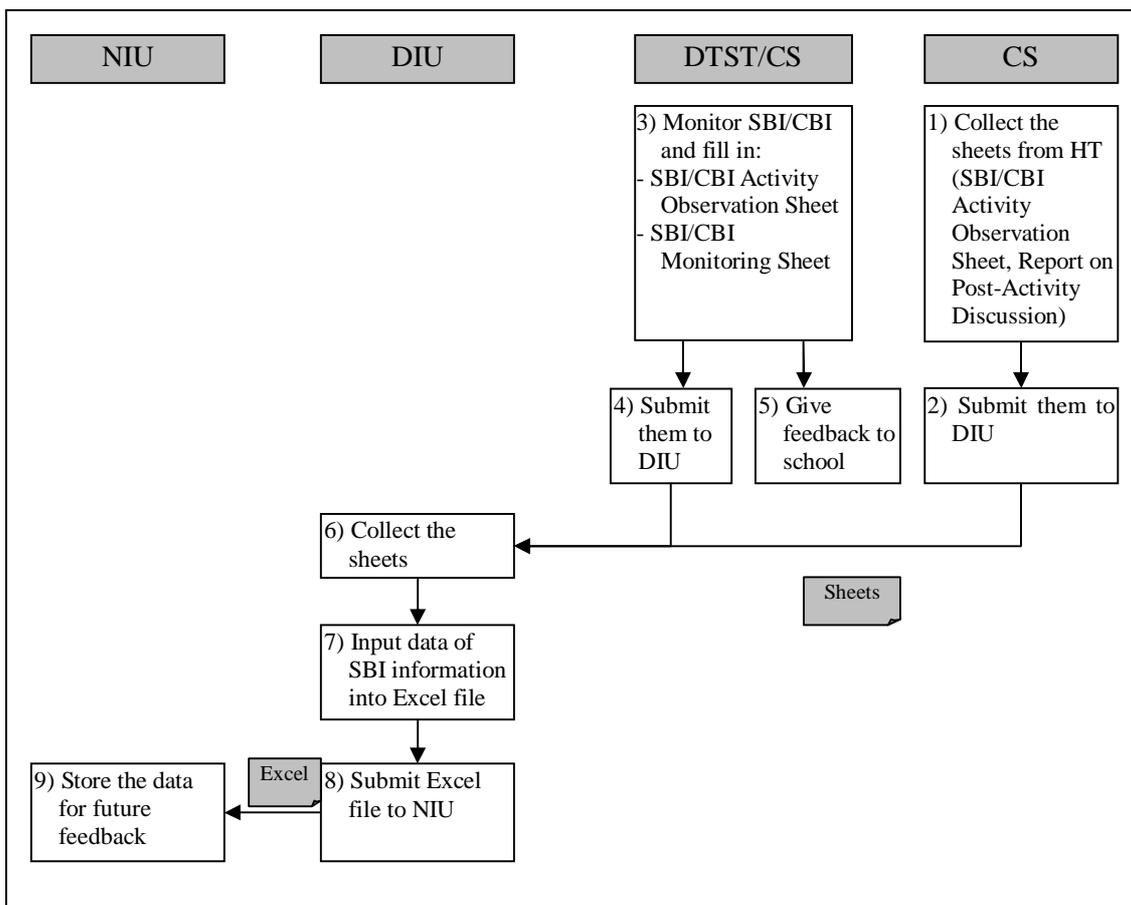 NIU
DIU
DTST/CS
CS
3) Monitor SBI/CBI
and fill in:
- SBI/CBI Activity
Observation Sheet
- SBI/CBI
Monitoring Sheet
1) Collect the
sheets from HT
(SBI/CBI
Activity
Observation
Sheet, Report on
Post-Activity
Discussion)
4) Submit
them to
DIU
5) Give
feedback to
school
2) Submit them to
DIU
6) Collect the
sheets
Sheets
7) Input data of
SBI information
into Excel file
9) Store the data
for future
feedback
Excel
8) Submit Excel
file to NIU